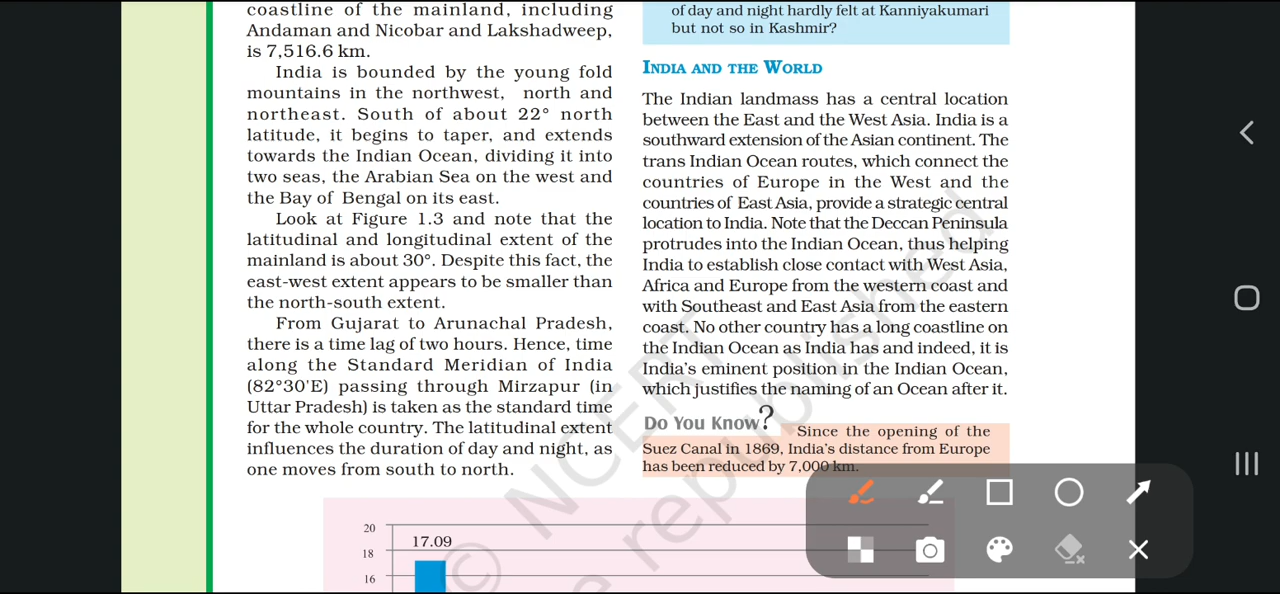 coastline of the mainland, including
Andaman and Nicobar and Lakshadweep,
is 7,516.6 km.
India is bounded by the young fold
mountains in the northwest, north and
northeast. South of about 22° north
latitude, it begins to taper, and extends
towards the Indian Ocean, dividing it into
two seas, the Arabian Sea on the west and
the Bay of Bengal on its east.
Look at Figure 1.3 and note that the
latitudinal and longitudinal extent of the
mainland is about 30°. Despite this fact, the
east-west extent appears to be smaller than
the north-south extent.
From Gujarat to Arunachal Pradesh,
there is a time lag of two hours. Hence, time
along the Standard Meridian of India
(82°30'E) passing through Mirzapur (in
Uttar Pradesh) is taken as the standard time
for the whole country. The latitudinal extent
influences the duration of day and night, as
one moves from south to north.
of day and night hardly felt at Kanniyakumari
but not so in Kashmir?
INDIA AND THE WORLD
The Indian landmass has a central location
between the East and the West Asia. India is a
southward extension of the Asian continent. The
trans Indian Ocean routes, which connect the
countries of Europe in the West and the
countries of East Asia, provide a strategic central
location to India. Note that the Deccan Peninsula
protrudes into the Indian Ocean, thus helping
India to establish close contact with West Asia,
Africa and Europe from the western coast and
with Southeast and East Asia from the eastern
coast. No other country has a long coastline on
the Indian Ocean as India has and indeed, it is
India's eminent position in the Indian Ocean,
which justifies the naming of an Ocean after it.
Do You Know?
Since the opening of the
Suez Canal in 1869, India's distance from Europe
has been reduced by 7,000 km.
20
17.09
18
16
© NCERT
e republished